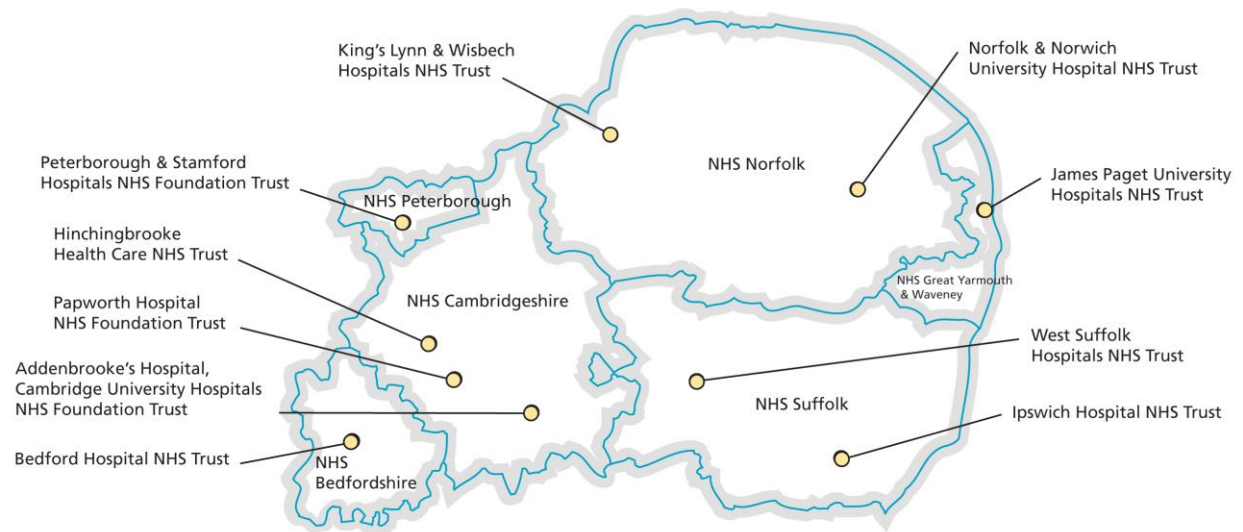 King's Lynn & Wisbech
Hospitals NHS Trust
Norfolk & Norwich
University Hospital NHS Trust
Peterborough & Stamford
Hospitals NHS Foundation Trust
NHS Norfolk
James Paget University
Hospitals NHS Trust
NHS Peterborough
Hinchingbrooke
Health Care NHS Trust
NHS Great Yarmouth
& Waveney
NHS Cambridgeshire
Papworth Hospital
NHS Foundation Trust
West Suffolk
Hospitals NHS Trust
Addenbrooke's Hospital,
Cambridge University Hospitals
NHS Foundation Trust
NHS Suffolk
Ipswich Hospital NHS Trust
Bedford Hospital NHS Trust
NHS
Bedfordshire